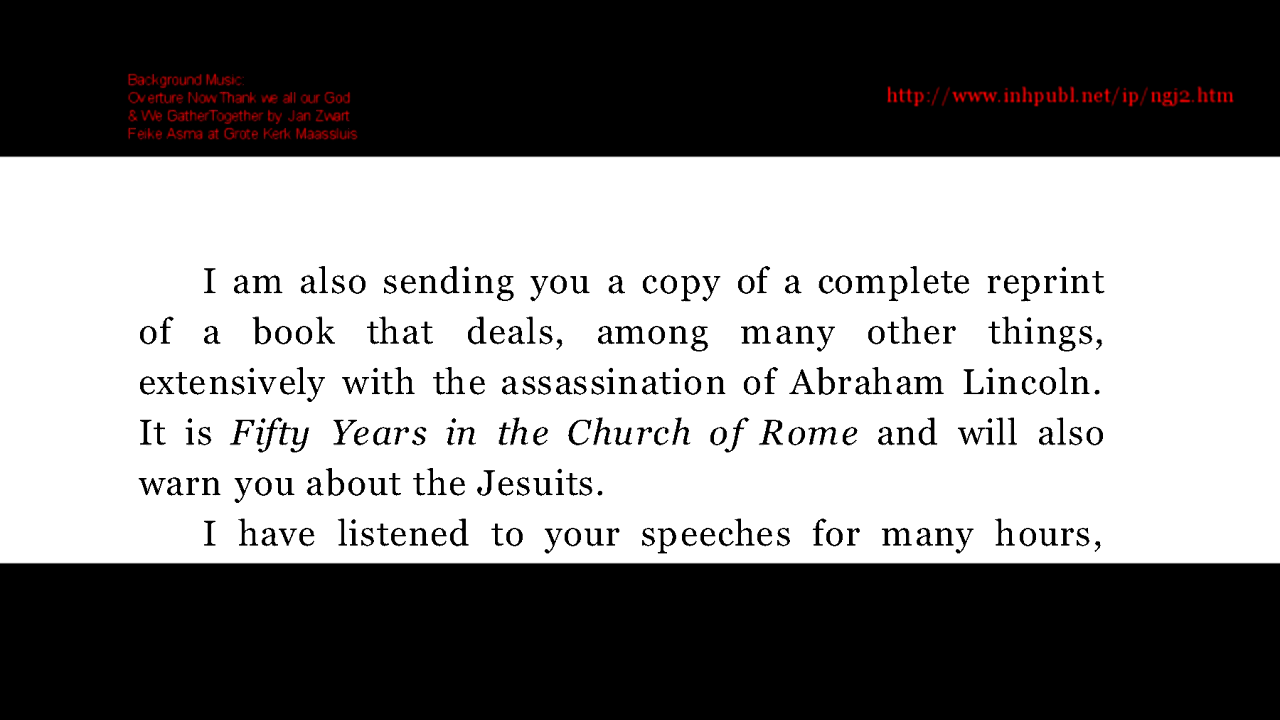 Background Music:
Overture Now Thank we all our God
& We GatherTogether by Jan Zwart
Feike Asma at Grote Kerk Maassluis
http://www.inhpubl.net/ip/ngj2.htm
I am also sending you a copy of a complete reprint
of a book that deals, among many other things,
extensively with the assassination of Abraham Lincoln.
It is Fifty Years in the Church of Rome and will also
warn you about the Jesuits.
I have listened to your speeches for many hours,